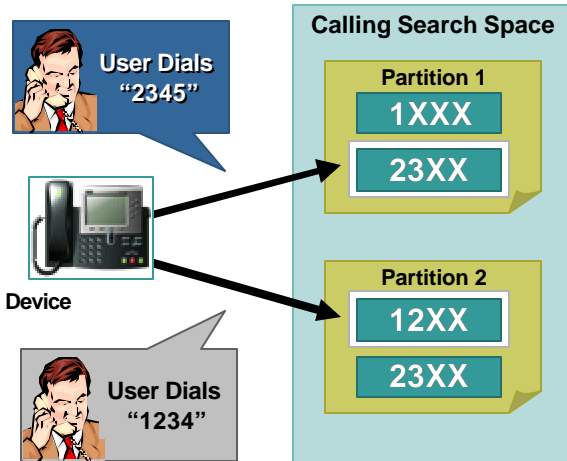 User Dials
“2345”
Device
User Dials
“1234”
Calling Search Space
Partition 1
1XXX
23XX
Partition 2
12XX
23XX